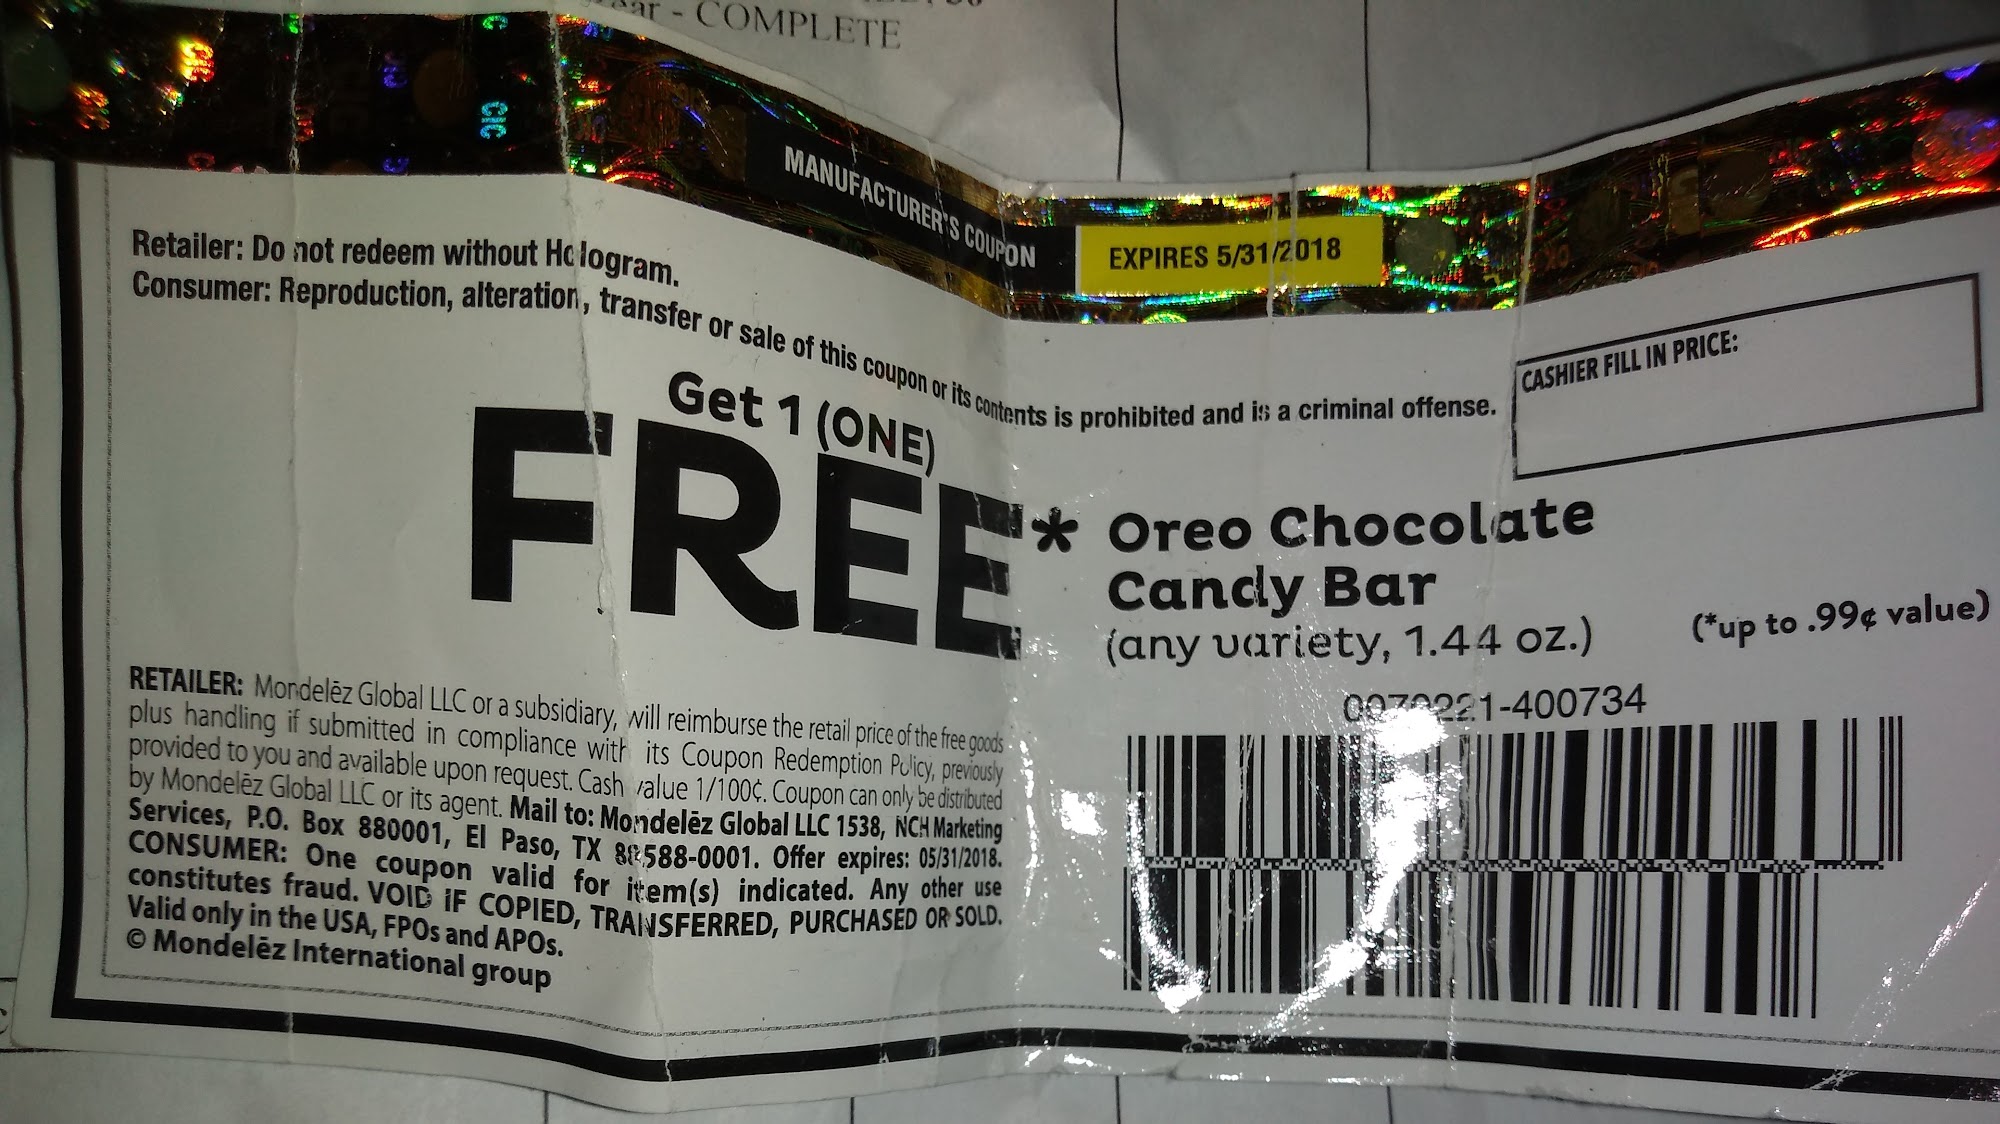 - COMPLETE
CIC
MANUFACTURER'S COUPON
EXPIRES 5/31/2018
Retailer: Do not redeem without Hologram.
Consumer: Reproduction, alteration, transfer or sale of this coupon or its contents is prohibited and is a criminal offense.
CASHIER FILL IN PRICE:
Get 1 (ONE)
FREE*
Oreo Chocolate
Candy Bar
(any variety, 1.44 oz.)
(*up to .99¢ value)
0070221-400734
RETAILER: Mondelēz Global LLC or a subsidiary, will reimburse the retail price of the free goods
plus handling if submitted in compliance with its Coupon Redemption Policy, previously
provided to you and available upon request. Cash value 1/100¢. Coupon can only be distributed
by Mondelēz Global LLC or its agent. Mail to: Mondelēz Global LLC 1538, NCH Marketing
Services, P.O. Box 880001, El Paso, TX 88588-0001. Offer expires: 05/31/2018.
CONSUMER: One coupon valid for item(s) indicated. Any other use
constitutes fraud. VOID IF COPIED, TRANSFERRED, PURCHASED OR SOLD.
Valid only in the USA, FPOs and APOs.
© Mondelēz International group